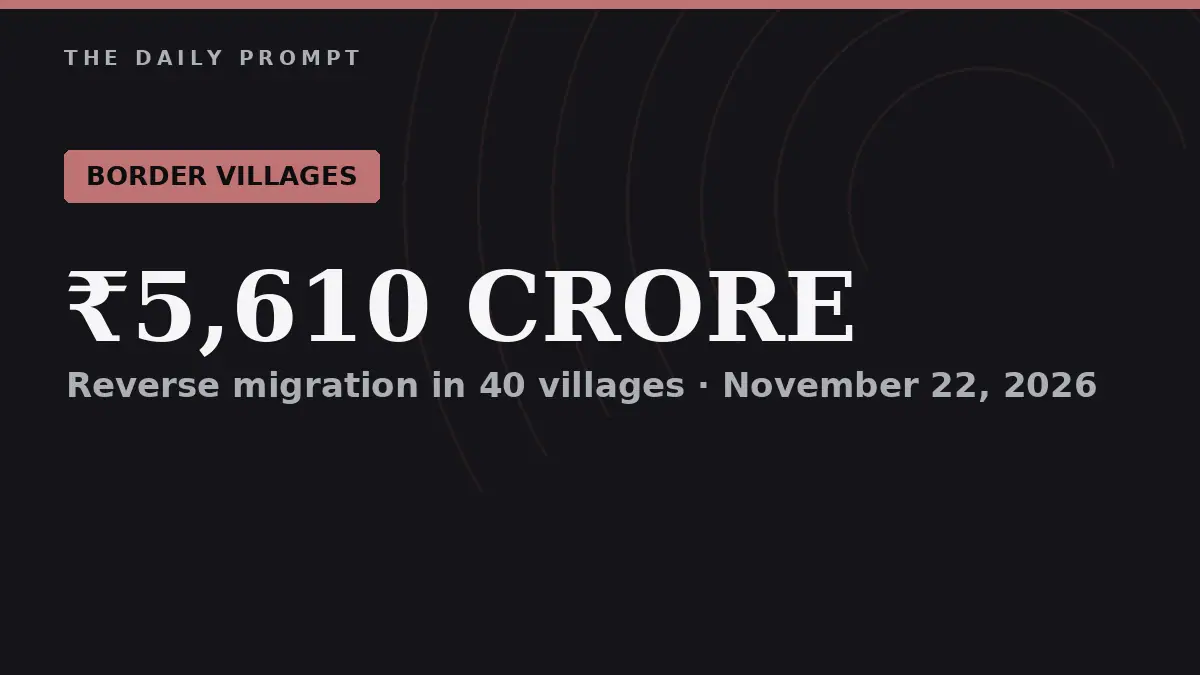 THE DAILY PROMPT
BORDER VILLAGES
₹5,610 CRORE
Reverse migration in 40 villages · November 22, 2026